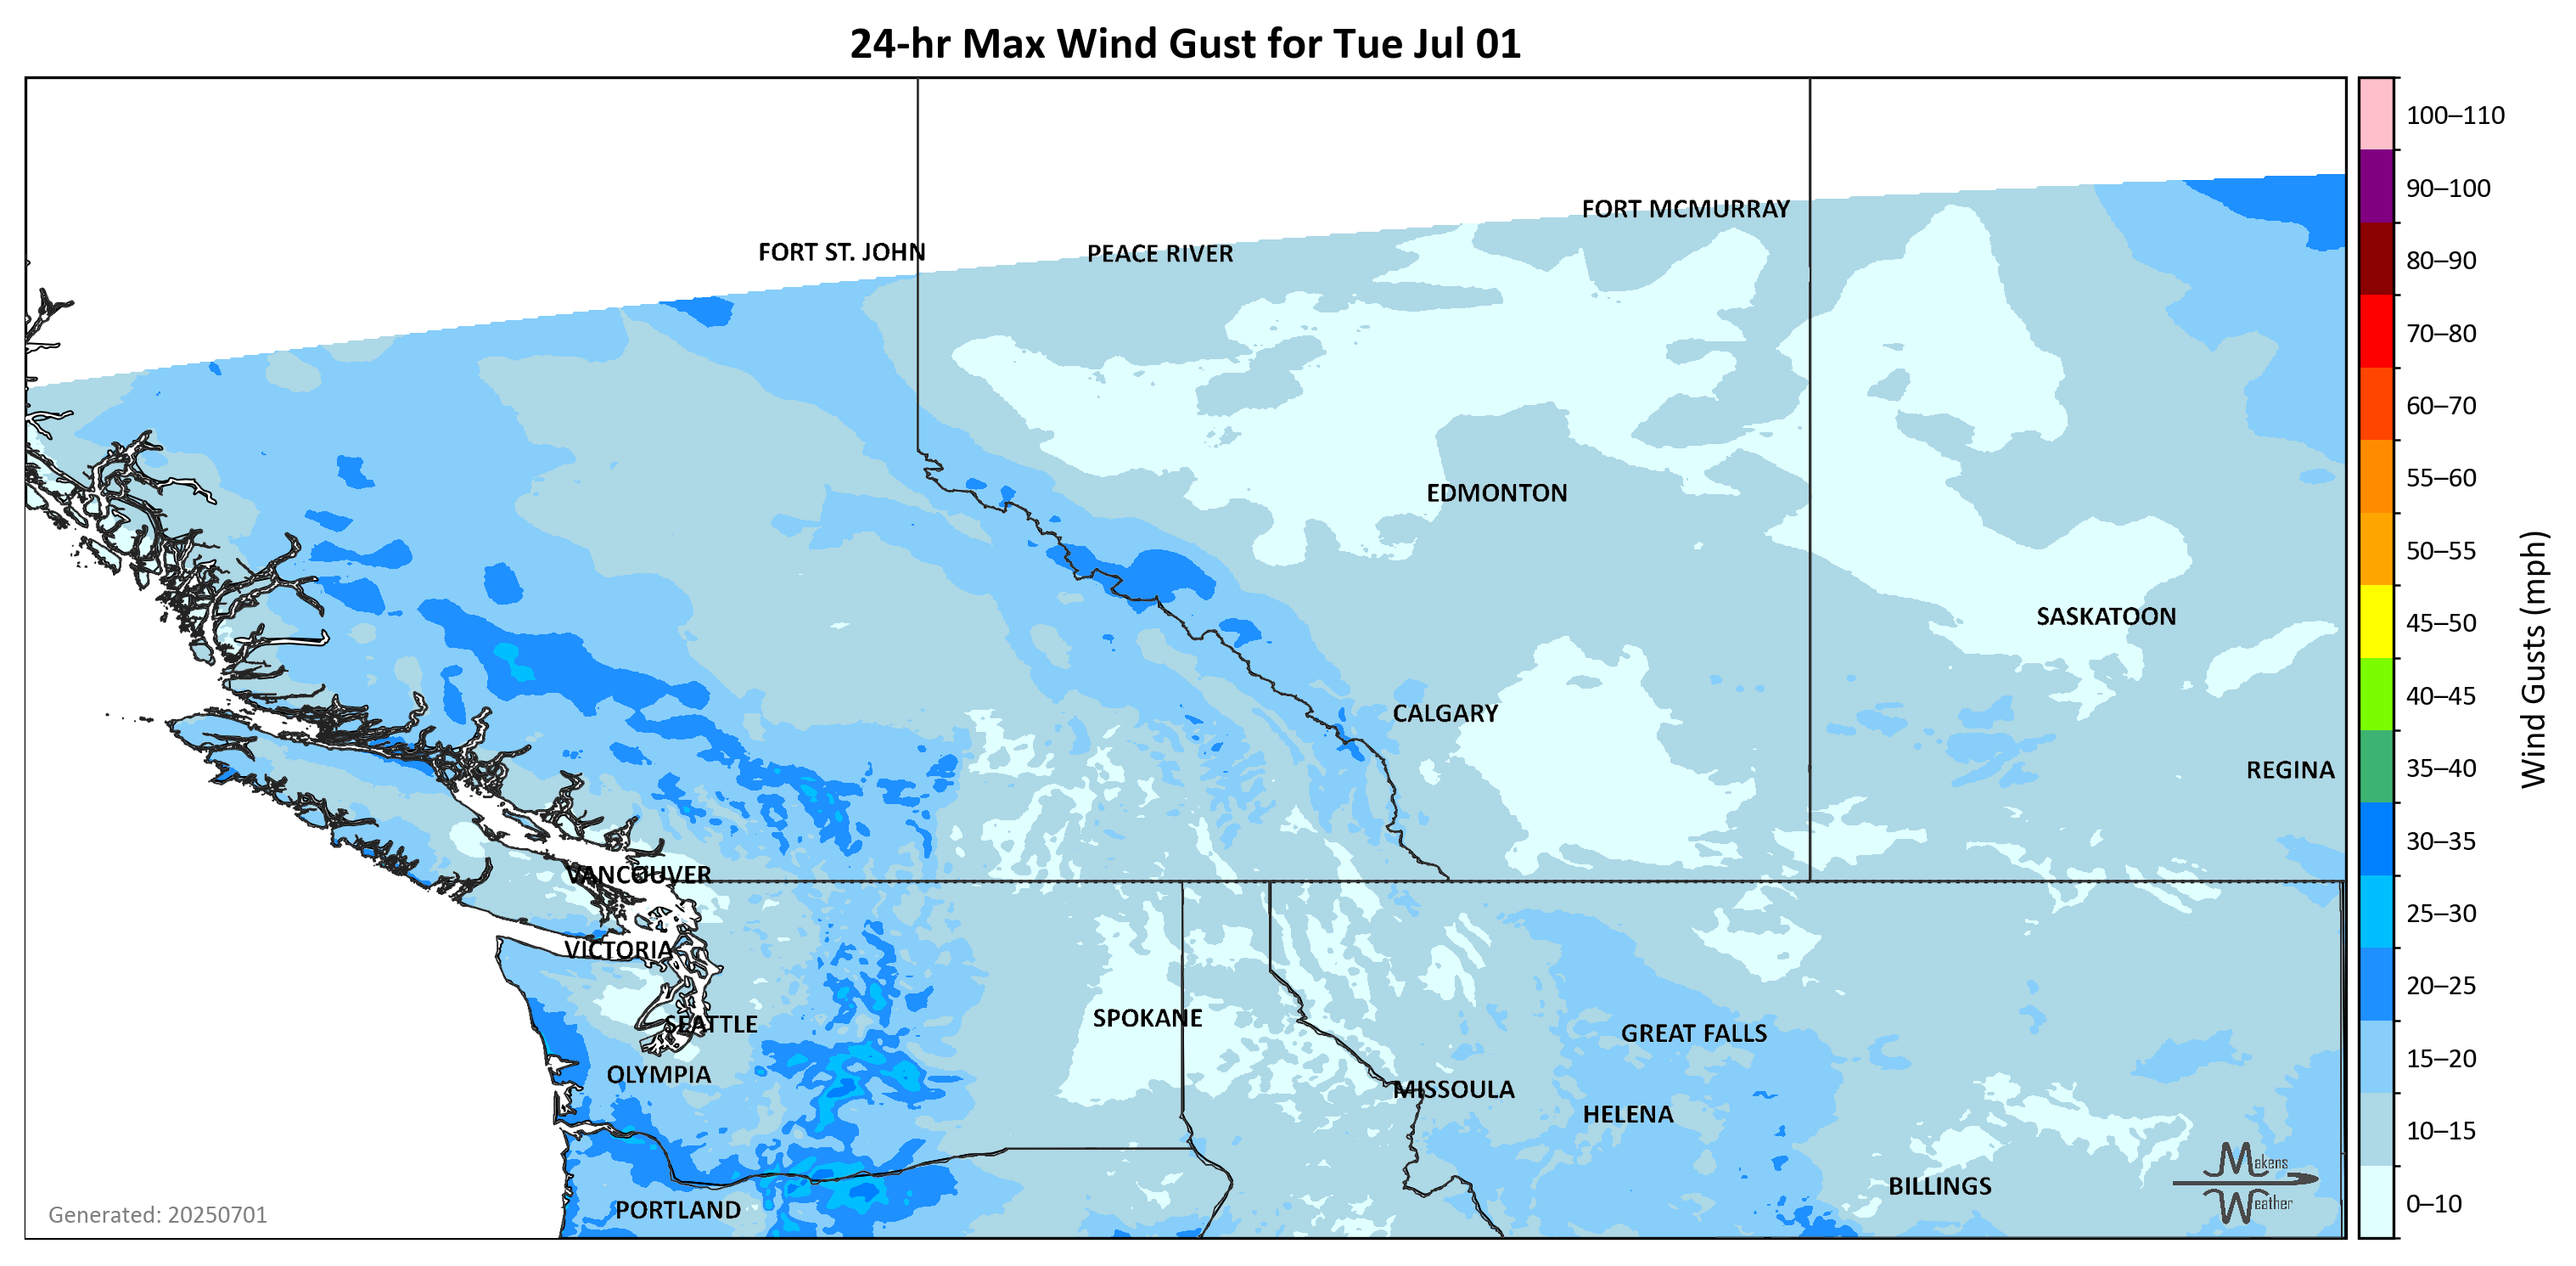 24-hr Max Wind Gust for Tue Jul 01
100–110
90–100
80–90
70–80
60–70
55–60
50–55
45–50
40–45
35–40
30–35
25–30
20–25
15–20
10–15
0–10
Wind Gusts (mph)
FORT MCMURRAY
FORT ST. JOHN
PEACE RIVER
EDMONTON
SASKATOON
CALGARY
REGINA
VANCOUVER
VICTORIA
SPOKANE
SEATTLE
GREAT FALLS
OLYMPIA
MISSOULA
HELENA
BILLINGS
PORTLAND
Makens
Weather
Generated: 20250701